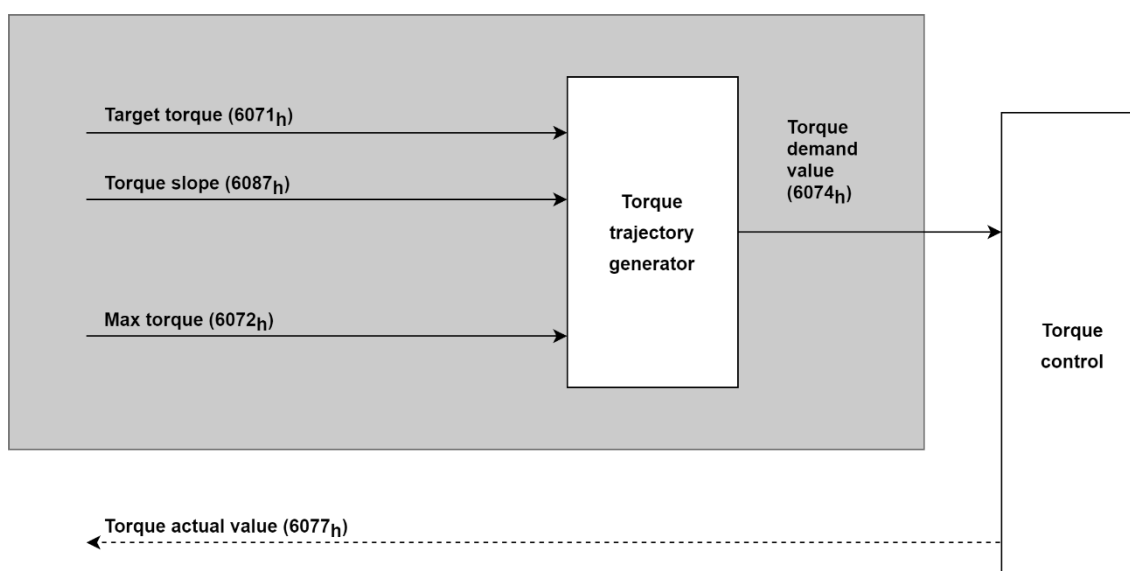 Target torque (6071h)
Torque slope (6087h)
Max torque (6072h)
Torque
trajectory
generator
Torque
demand
value
(6074h)
Torque
control
Torque actual value (6077h)